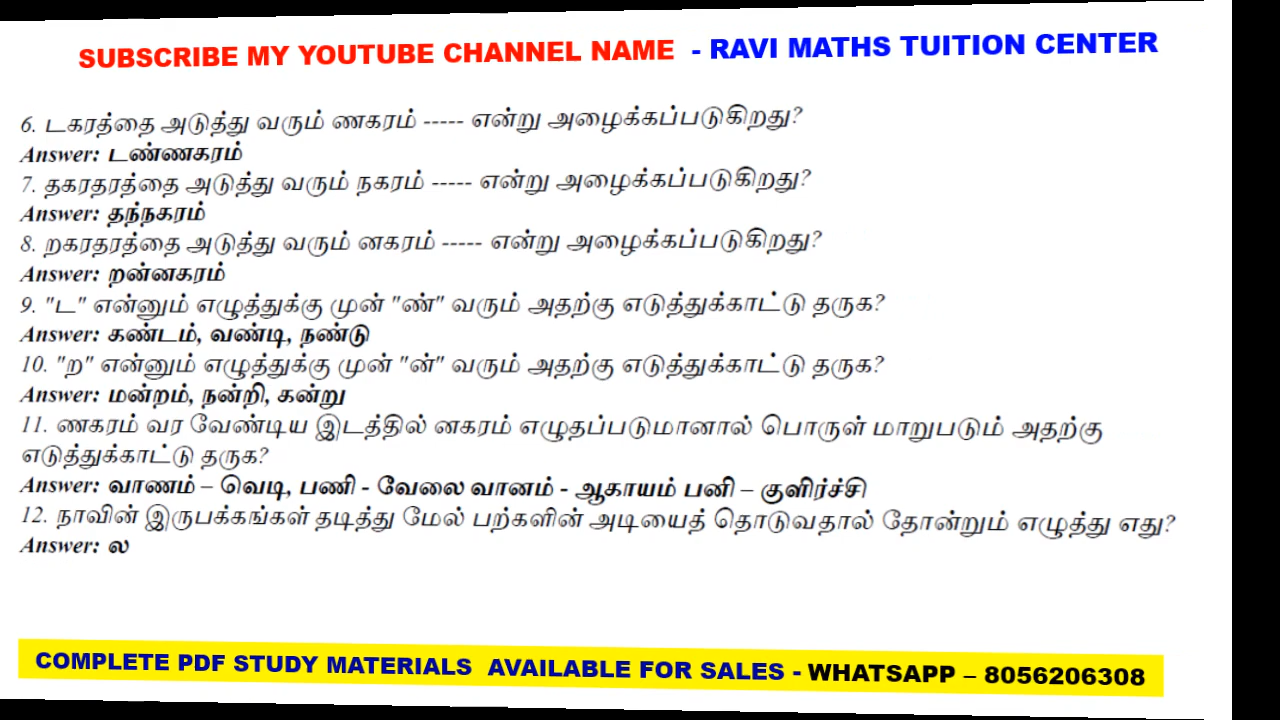 SUBSCRIBE MY YOUTUBE CHANNEL NAME - RAVI MATHS TUITION CENTER
6. டகரத்தை அடுத்து வரும் ணகரம் ----- என்று அழைக்கப்படுகிறது?
Answer: டண்ணகரம்
7. தகரதரத்தை அடுத்து வரும் நகரம் ----- என்று அழைக்கப்படுகிறது?
Answer: தந்நகரம்
8. றகரதரத்தை அடுத்து வரும் னகரம் ----- என்று அழைக்கப்படுகிறது?
Answer: றன்னகரம்
9. "ட" என்னும் எழுத்துக்கு முன் "ண்" வரும் அதற்கு எடுத்துக்காட்டு தருக?
Answer: கண்டம், வண்டி, நண்டு
10. "ற" என்னும் எழுத்துக்கு முன் "ன்" வரும் அதற்கு எடுத்துக்காட்டு தருக?
Answer: மன்றம், நன்றி, கன்று
11. ணகரம் வர வேண்டிய இடத்தில் னகரம் எழுதப்படுமானால் பொருள் மாறுபடும் அதற்கு
எடுத்துக்காட்டு தருக?
Answer: வாணம் – வெடி, பணி - வேலை வானம் - ஆகாயம் பனி – குளிர்ச்சி
12. நாவின் இருபக்கங்கள் தடித்து மேல் பற்களின் அடியைத் தொடுவதால் தோன்றும் எழுத்து எது?
Answer: ல
COMPLETE PDF STUDY MATERIALS AVAILABLE FOR SALES - WHATSAPP – 8056206308